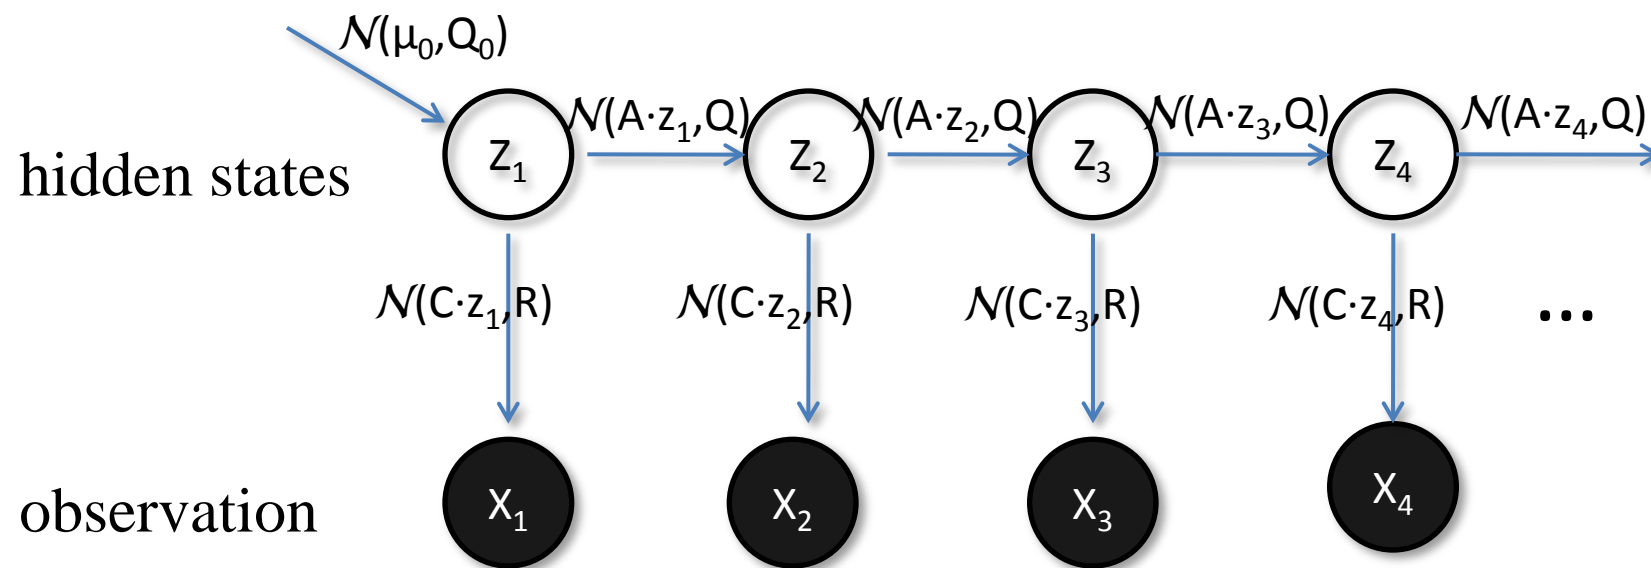 𝒩(μ₀,Q₀)
𝒩(A·z₁,Q) 𝒩(A·z₂,Q) 𝒩(A·z₃,Q) 𝒩(A·z₄,Q)
hidden states Z₁ Z₂ Z₃ Z₄
𝒩(C·z₁,R) 𝒩(C·z₂,R) 𝒩(C·z₃,R) 𝒩(C·z₄,R) ...
observation X₁ X₂ X₃ X₄